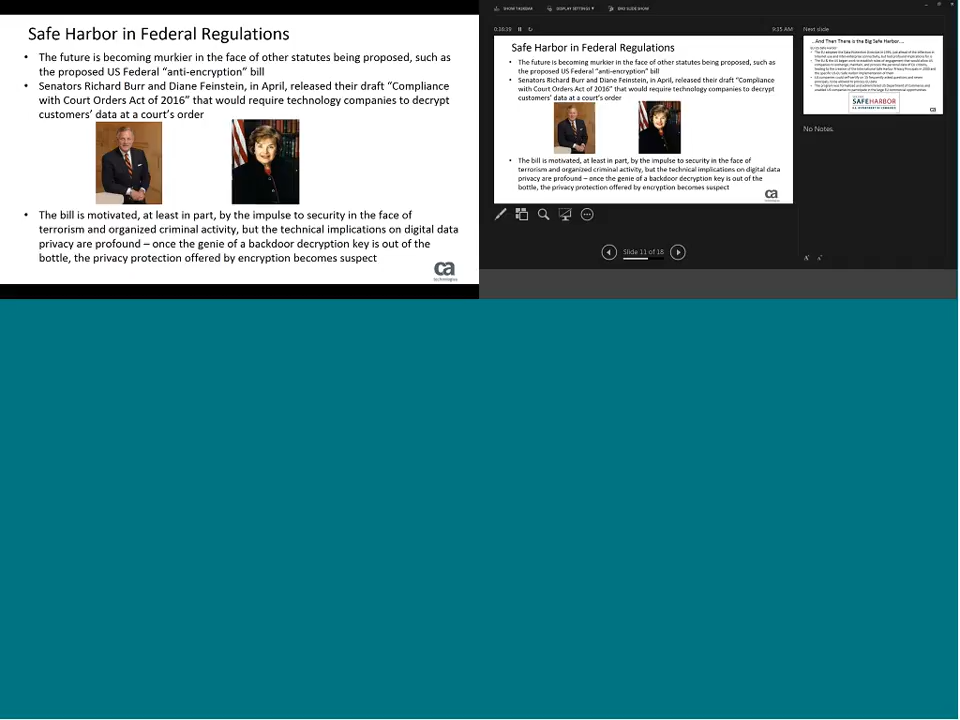 Safe Harbor in Federal Regulations
• The future is becoming murkier in the face of other statutes being proposed, such as
the proposed US Federal “anti-encryption” bill
• Senators Richard Burr and Diane Feinstein, in April, released their draft “Compliance
with Court Orders Act of 2016” that would require technology companies to decrypt
customers’ data at a court’s order
• The bill is motivated, at least in part, by the impulse to security in the face of
terrorism and organized criminal activity, but the technical implications on digital data
privacy are profound – once the genie of a backdoor decryption key is out of the
bottle, the privacy protection offered by encryption becomes suspect
ca
technologies
SHOW TASKBAR
DISPLAY SETTINGS ▼
END SLIDE SHOW
9:15 AM
Safe Harbor in Federal Regulations
• The future is becoming murkier in the face of other statutes being proposed, such as
the proposed US Federal “anti-encryption” bill
• Senators Richard Burr and Diane Feinstein, in April, released their draft “Compliance
with Court Orders Act of 2016” that would require technology companies to decrypt
customers’ data at a court’s order
• The bill is motivated, at least in part, by the impulse to security in the face of
terrorism and organized criminal activity, but the technical implications on digital data
privacy are profound – once the genie of a backdoor decryption key is out of the
bottle, the privacy protection offered by encryption becomes suspect
ca
technologies
Slide 11 of 18
Next slide
...And Then There is the Big Safe Harbor...
SAFEHARBOR
U.S. DEPARTMENT OF COMMERCE
ca
No Notes.
A A